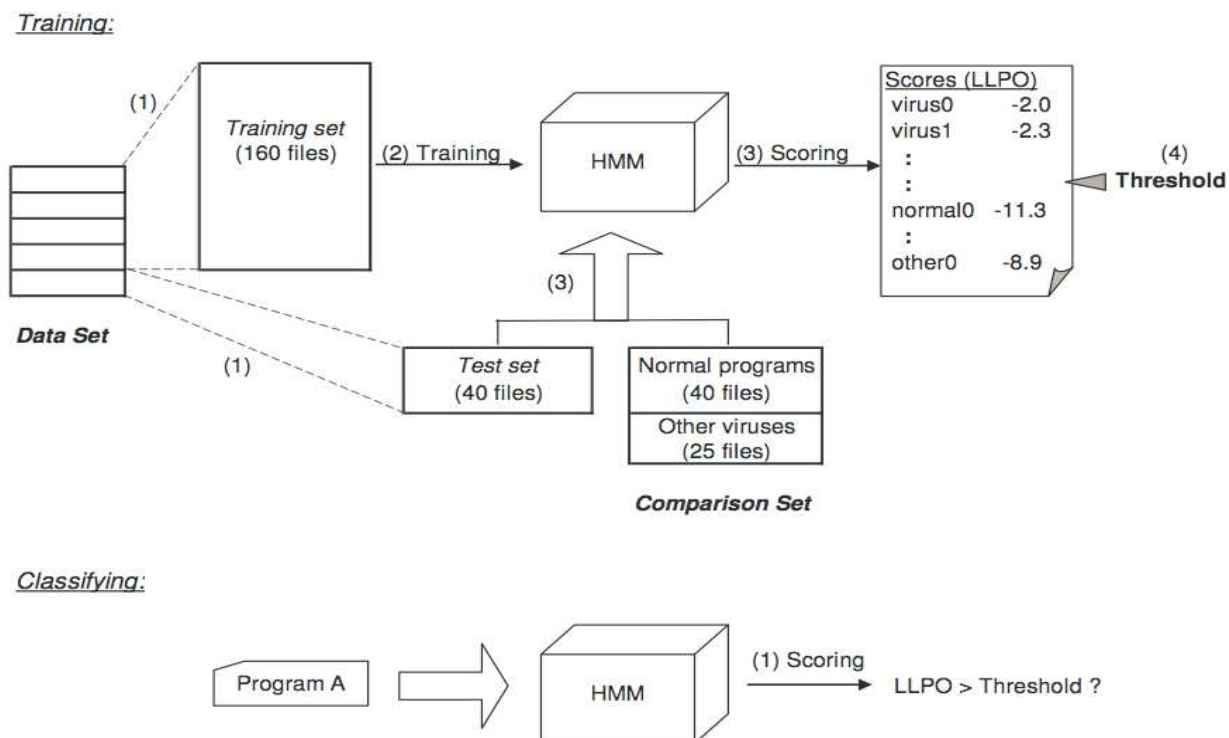 Training:
(1)
Training set
(160 files)
(2) Training
HMM
(3) Scoring
Scores (LLPO)
virus0 -2.0
virus1 -2.3
:
:
normal0 -11.3
:
other0 -8.9
(4)
Threshold
Data Set
(1)
(3)
Test set
(40 files)
Normal programs
(40 files)
Other viruses
(25 files)
Comparison Set
Classifying:
Program A
HMM
(1) Scoring
LLPO > Threshold ?